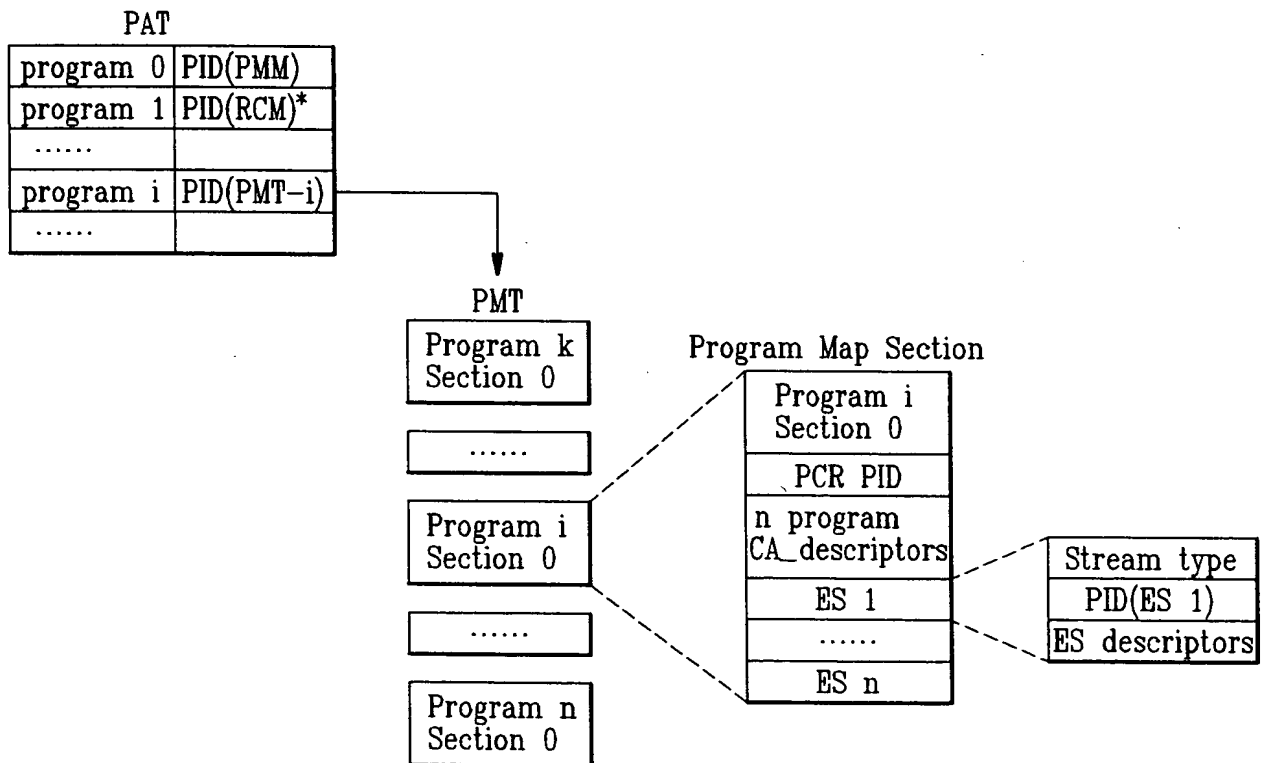 PAT
program 0 PID(PMM)
program 1 PID(RCM)*
······
program i PID(PMT-i)
······
PMT
Program k
Section 0
······
Program i
Section 0
······
Program n
Section 0
Program Map Section
Program i
Section 0
PCR PID
n program
CA_descriptors
ES 1
······
ES n
Stream type
PID(ES 1)
ES descriptors